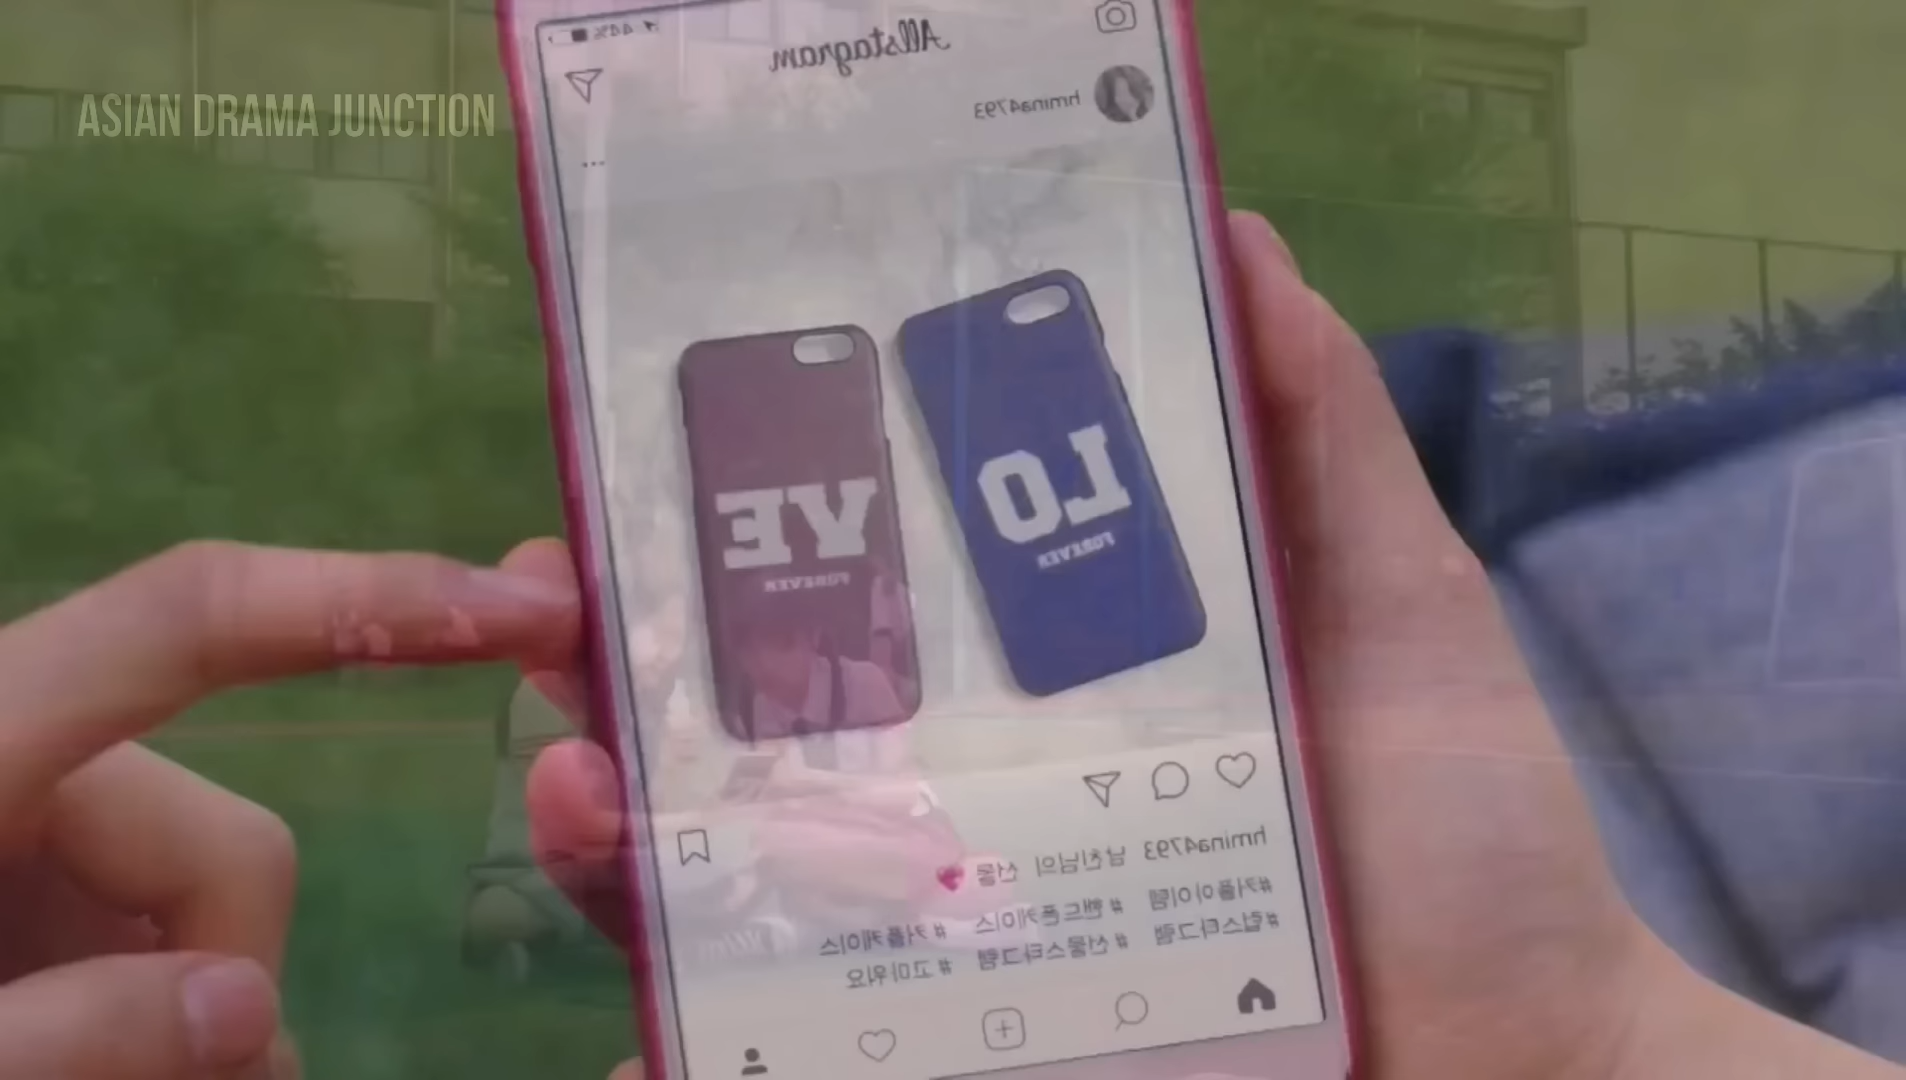 44%
Allstagram
ASIAN DRAMA JUNCTION
hmina4793
LO
FOREVER
VE
FOREVER
hmina4793 남친님의 선물
#커플아이템 #핸드폰케이스 #커플케이스
#럽스타그램 #선물스타그램 #고마워요